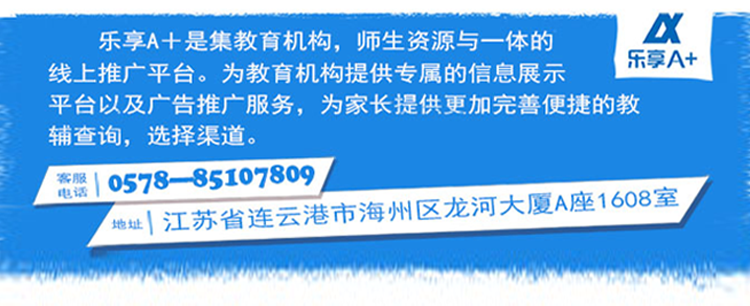 乐享A+是集教育机构，师生资源与一体的
线上推广平台。为教育机构提供专属的信息展示
平台以及广告推广服务，为家长提供更加完善便捷的教
辅查询，选择渠道。
乐享A+
客服电话 0578—85107809
地址 江苏省连云港市海州区龙河大厦A座1608室